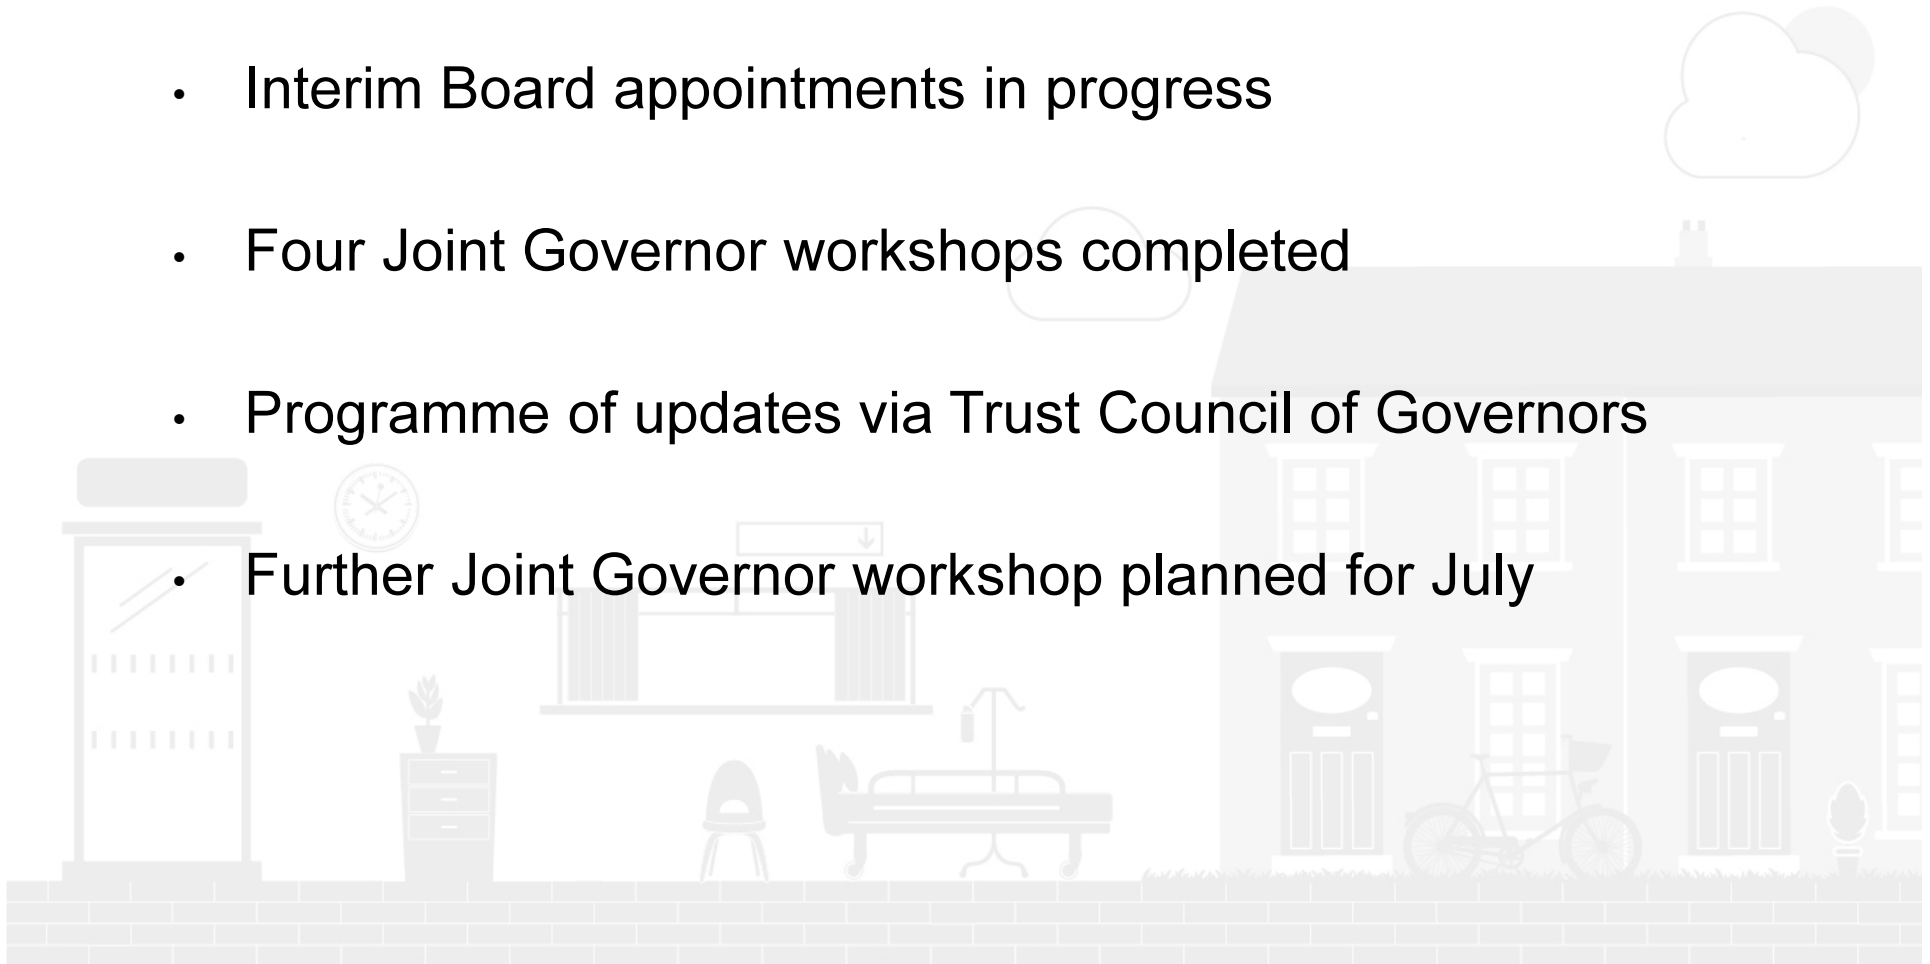 • Interim Board appointments in progress
• Four Joint Governor workshops completed
• Programme of updates via Trust Council of Governors
• Further Joint Governor workshop planned for July